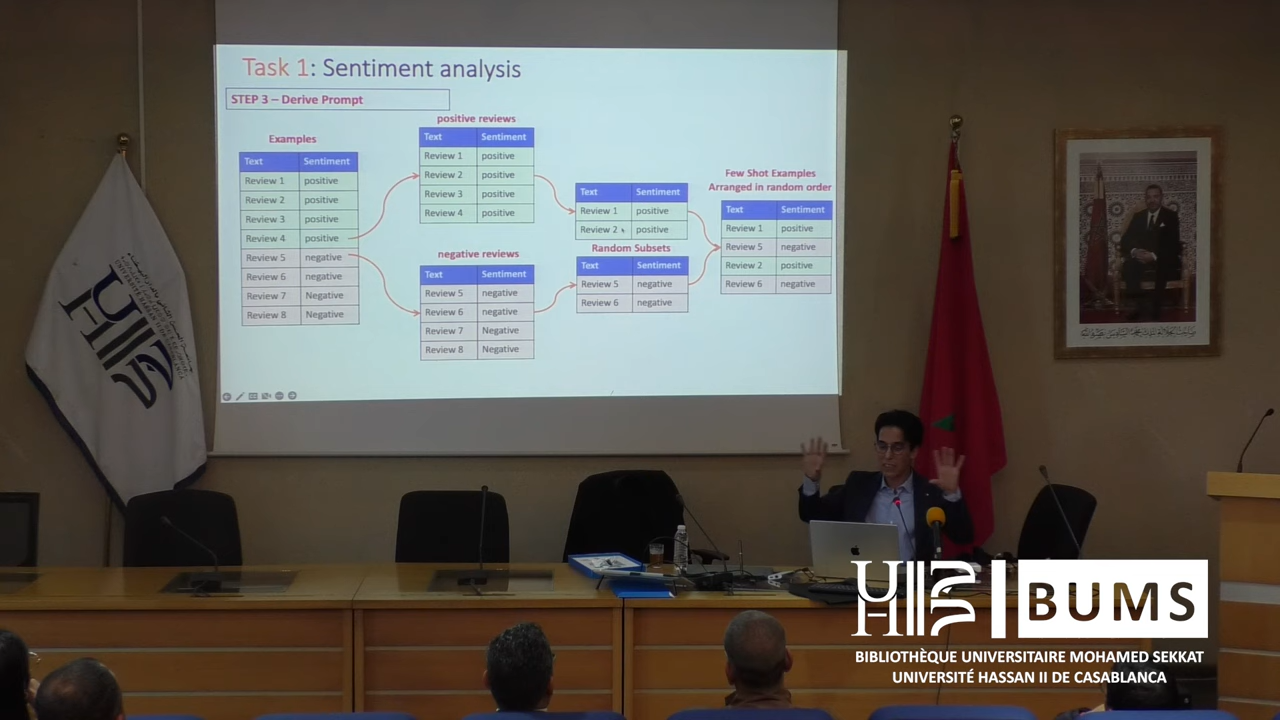 Task 1: Sentiment analysis
STEP 3 – Derive Prompt
Examples
Text Sentiment
Review 1 positive
Review 2 positive
Review 3 positive
Review 4 positive
Review 5 negative
Review 6 negative
Review 7 Negative
Review 8 Negative
positive reviews
Text Sentiment
Review 1 positive
Review 2 positive
Review 3 positive
Review 4 positive
negative reviews
Text Sentiment
Review 5 negative
Review 6 negative
Review 7 Negative
Review 8 Negative
Text Sentiment
Review 1 positive
Review 2 positive
Random Subsets
Text Sentiment
Review 5 negative
Review 6 negative
Few Shot Examples
Arranged in random order
Text Sentiment
Review 1 positive
Review 5 negative
Review 2 positive
Review 6 negative
BUMS
BIBLIOTHÈQUE UNIVERSITAIRE MOHAMED SEKKAT
UNIVERSITÉ HASSAN II DE CASABLANCA